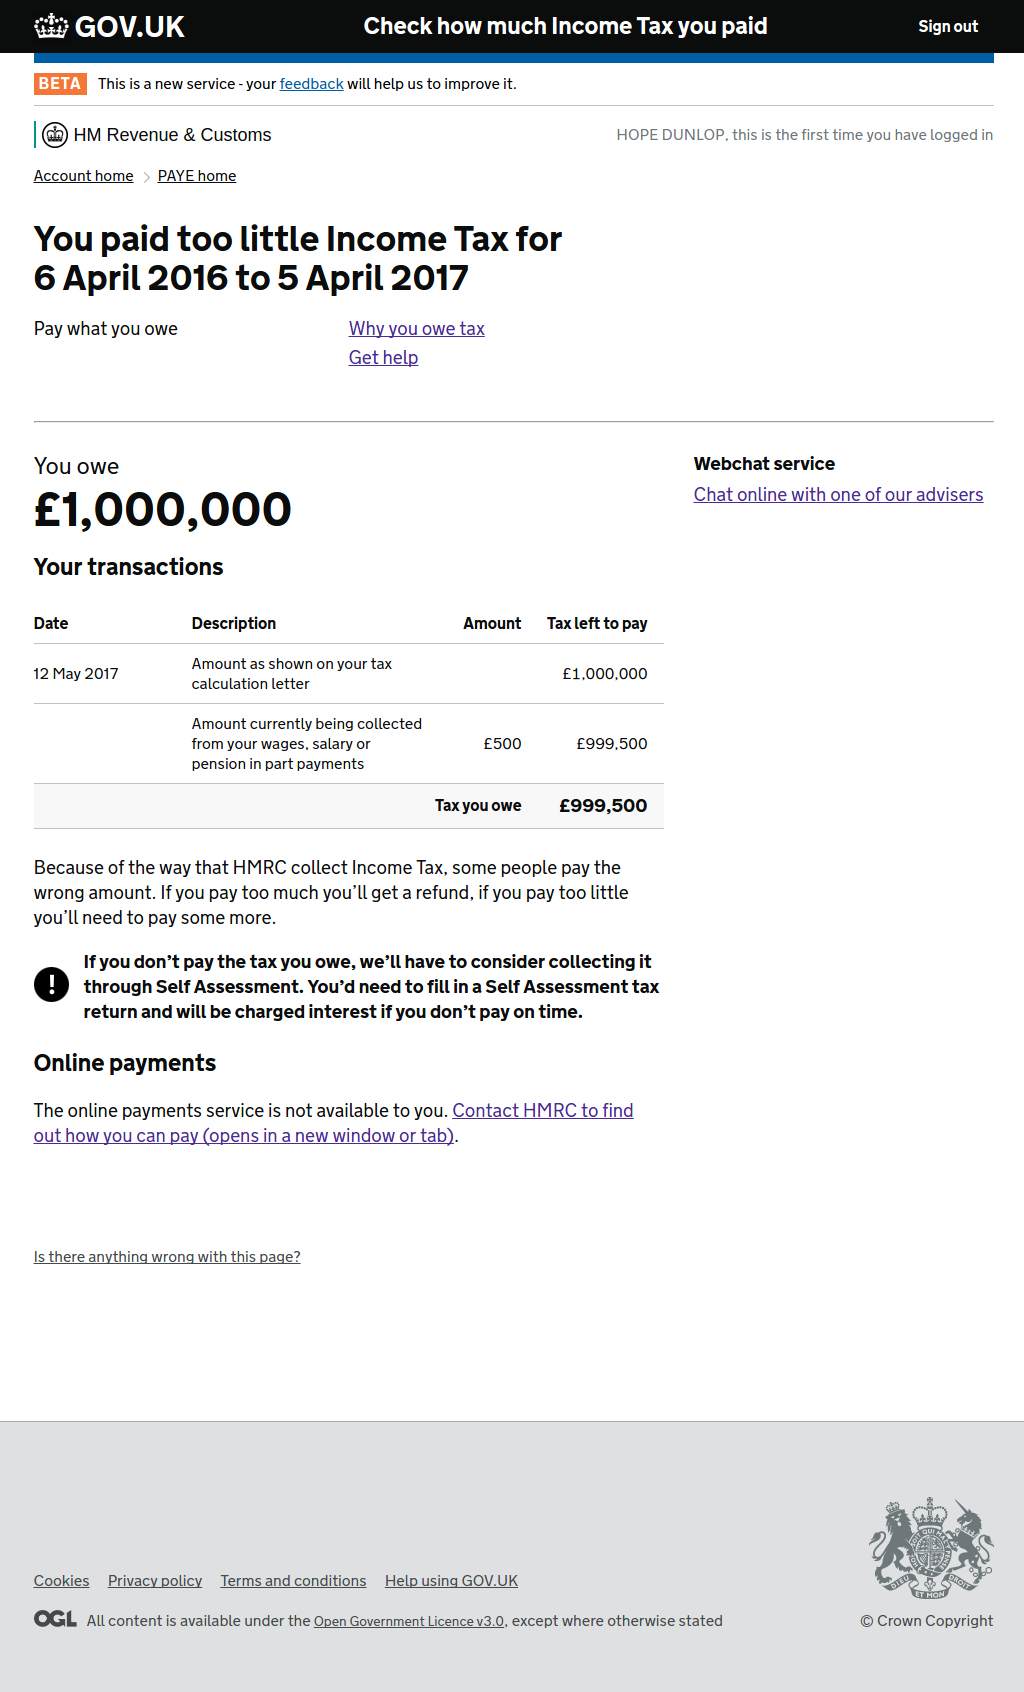 GOV.UK Check how much Income Tax you paid Sign out
BETA This is a new service - your feedback will help us to improve it.
HM Revenue & Customs HOPE DUNLOP, this is the first time you have logged in
Account home PAYE home
You paid too little Income Tax for
6 April 2016 to 5 April 2017
Pay what you owe Why you owe tax
Get help
You owe
£1,000,000
Webchat service
Chat online with one of our advisers
Your transactions
Date Description Amount Tax left to pay
12 May 2017 Amount as shown on your tax calculation letter £1,000,000
Amount currently being collected from your wages, salary or pension in part payments £500 £999,500
Tax you owe £999,500
Because of the way that HMRC collect Income Tax, some people pay the
wrong amount. If you pay too much you’ll get a refund, if you pay too little
you’ll need to pay some more.
If you don’t pay the tax you owe, we’ll have to consider collecting it
through Self Assessment. You’d need to fill in a Self Assessment tax
return and will be charged interest if you don’t pay on time.
Online payments
The online payments service is not available to you. Contact HMRC to find
out how you can pay (opens in a new window or tab).
Is there anything wrong with this page?
Cookies Privacy policy Terms and conditions Help using GOV.UK
OGL All content is available under the Open Government Licence v3.0, except where otherwise stated
DIEU ET MON DROIT
© Crown Copyright